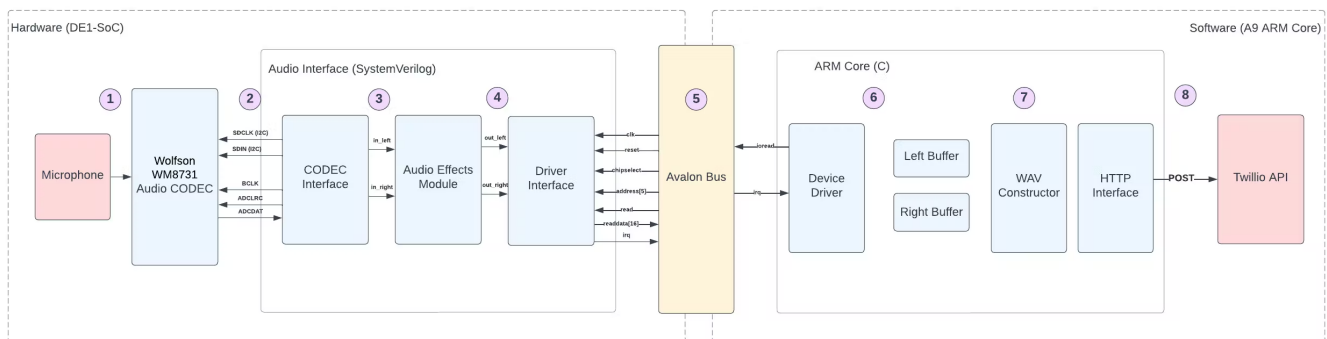 Hardware (DE1-SoC)
Software (A9 ARM Core)
Audio Interface (SystemVerilog)
ARM Core (C)
1
2
3
4
5
6
7
8
Microphone
Wolfson
WM8731
Audio CODEC
SDCLK (I2C)
SDIN (I2C)
BCLK
ADCLRC
ADCDAT
CODEC
Interface
in_left
in_right
Audio Effects
Module
out_left
out_right
Driver
Interface
clk
reset
chipselect
address[5]
read
readdata[16]
irq
Avalon Bus
ioread
irq
Device
Driver
Left Buffer
Right Buffer
WAV
Constructor
HTTP
Interface
POST
Twillio API